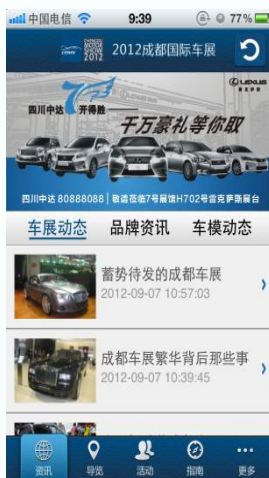 中国电信 9:39 77%
CHENGDU MOTOR SHOW 2012 2012成都国际车展
LEXUS
雷克萨斯
四川中达 7 开得胜
千万豪礼等你取
四川中达 80888088 | 敬请莅临7号展馆H702号雷克萨斯展台
车展动态 品牌资讯 车模动态
蓄势待发的成都车展
2012-09-07 10:57:03
成都车展繁华背后那些事
2012-09-07 10:39:45
资讯 导览 活动 指南 更多